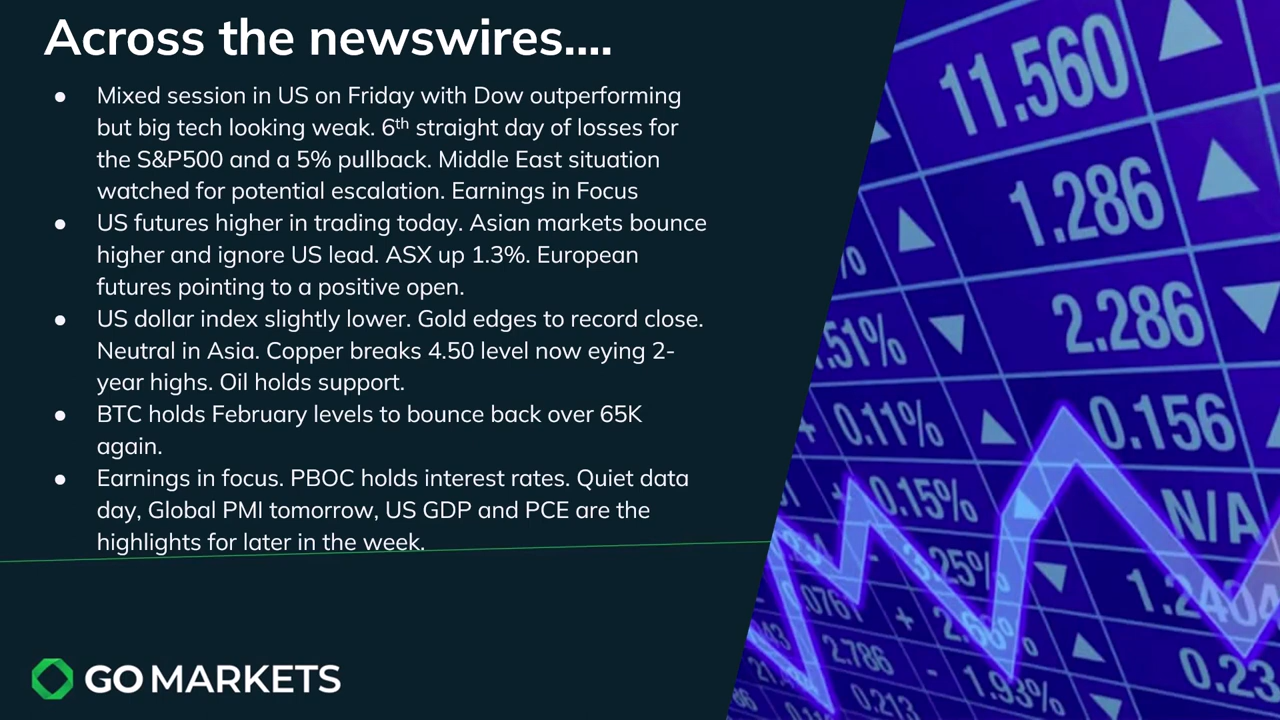 Across the newswires....
● Mixed session in US on Friday with Dow outperforming
but big tech looking weak. 6th straight day of losses for
the S&P500 and a 5% pullback. Middle East situation
watched for potential escalation. Earnings in Focus
● US futures higher in trading today. Asian markets bounce
higher and ignore US lead. ASX up 1.3%. European
futures pointing to a positive open.
● US dollar index slightly lower. Gold edges to record close.
Neutral in Asia. Copper breaks 4.50 level now eying 2-
year highs. Oil holds support.
● BTC holds February levels to bounce back over 65K
again.
● Earnings in focus. PBOC holds interest rates. Quiet data
day, Global PMI tomorrow, US GDP and PCE are the
highlights for later in the week.
GO MARKETS
11.560
1.286
2.286
0.11%
0.156
0.15%
N/A
2.786
1.93%
0.213
0.23